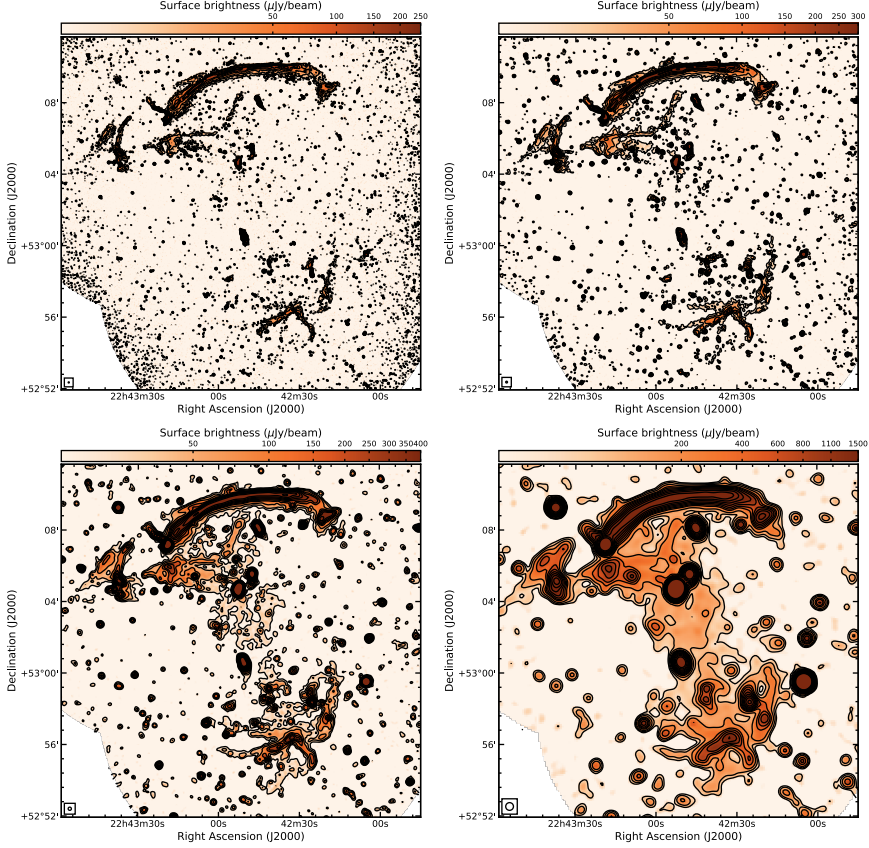 Surface brightness (μJy/beam)
50 100 150 200 250
Declination (J2000)
08'
04'
+53°00'
56'
+52°52'
22h43m30s 00s 42m30s 00s
Right Ascension (J2000)
Surface brightness (μJy/beam)
50 100 150 200 250 300
Declination (J2000)
08'
04'
+53°00'
56'
+52°52'
22h43m30s 00s 42m30s 00s
Right Ascension (J2000)
Surface brightness (μJy/beam)
50 100 150 200 250 300 350 400
Declination (J2000)
08'
04'
+53°00'
56'
+52°52'
22h43m30s 00s 42m30s 00s
Right Ascension (J2000)
Surface brightness (μJy/beam)
200 400 600 800 1100 1500
Declination (J2000)
08'
04'
+53°00'
56'
+52°52'
22h43m30s 00s 42m30s 00s
Right Ascension (J2000)